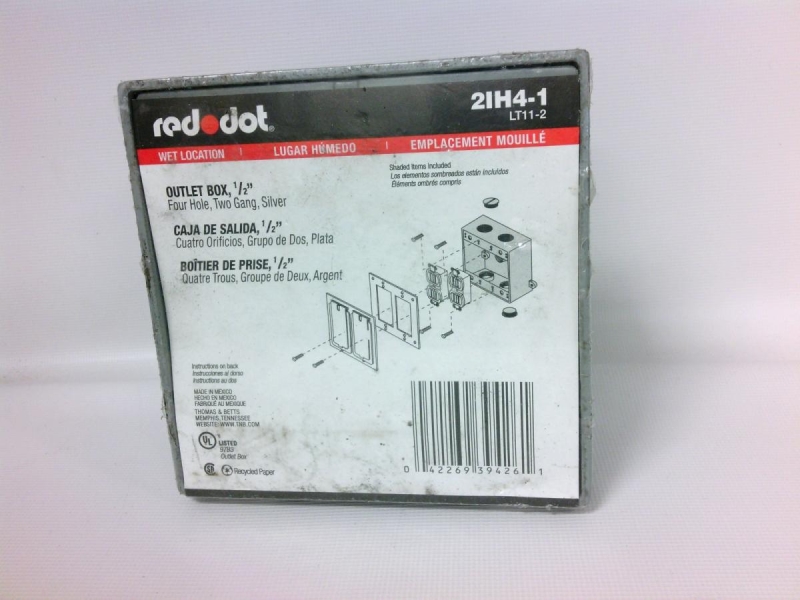 red dot®
2IH4-1
LT11-2
WET LOCATION | LUGAR HÚMEDO | EMPLACEMENT MOUILLÉ
Shaded Items Included
Los elementos sombreados están incluidos
Éléments ombrés compris
OUTLET BOX, 1/2"
Four Hole, Two Gang, Silver
CAJA DE SALIDA, 1/2"
Cuatro Orificios, Grupo de Dos, Plata
BOÎTIER DE PRISE, 1/2"
Quatre Trous, Groupe de Deux, Argent
Instructions on back
Instrucciones al dorso
Instructions au dos
MADE IN MEXICO
HECHO EN MÉXICO
FABRIQUÉ AU MEXIQUE
THOMAS & BETTS
MEMPHIS, TENNESSEE
WEBSITE: WWW.TNB.COM
UL
LISTED
Outlet Box
Recycled Paper
0 42269 39426 1